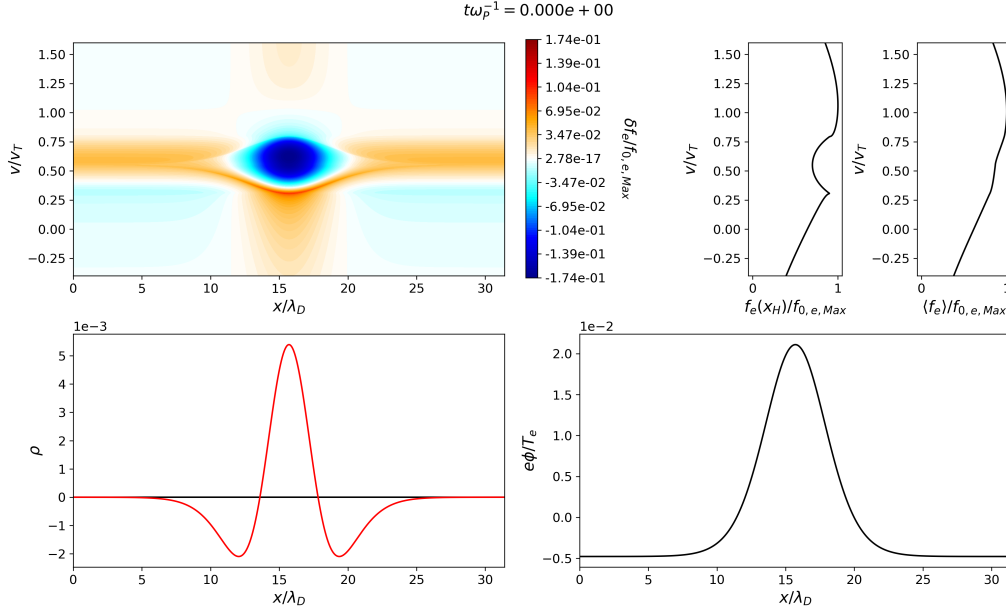 tω_P^{-1} = 0.000e + 00
v/v_T
1.50
1.25
1.00
0.75
0.50
0.25
0.00
−0.25
0 5 10 15 20 25 30
x/λ_D
1.74e-01
1.39e-01
1.04e-01
6.95e-02
3.47e-02
2.78e-17
-3.47e-02
-6.95e-02
-1.04e-01
-1.39e-01
-1.74e-01
δf_e/f_{0, e, Max}
v/v_T
1.50
1.25
1.00
0.75
0.50
0.25
0.00
−0.25
0 1
f_e(x_H)/f_{0, e, Max}
v/v_T
1.50
1.25
1.00
0.75
0.50
0.25
0.00
−0.25
0 1
⟨f_e⟩/f_{0, e, Max}
1e−3
ρ
5
4
3
2
1
0
−1
−2
0 5 10 15 20 25 30
x/λ_D
1e−2
eϕ/T_e
2.0
1.5
1.0
0.5
0.0
−0.5
0 5 10 15 20 25 30
x/λ_D